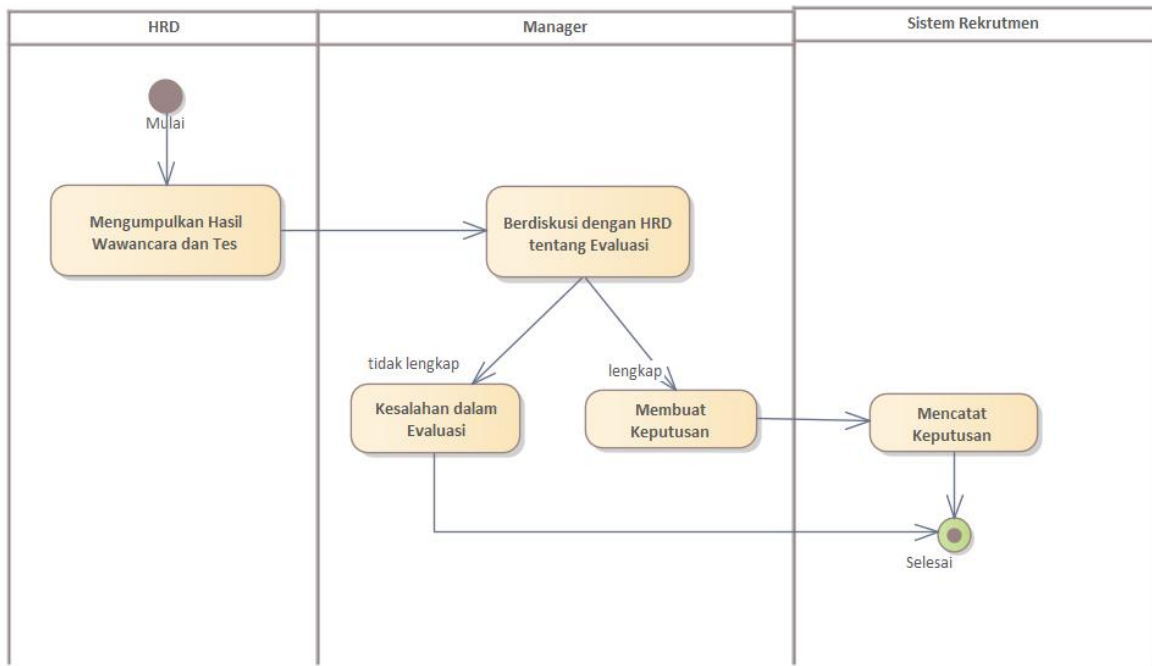 HRD
Manager
Sistem Rekrutmen
Mulai
Mengumpulkan Hasil
Wawancara dan Tes
Berdiskusi dengan HRD
tentang Evaluasi
tidak lengkap
lengkap
Kesalahan dalam
Evaluasi
Membuat
Keputusan
Mencatat
Keputusan
Selesai